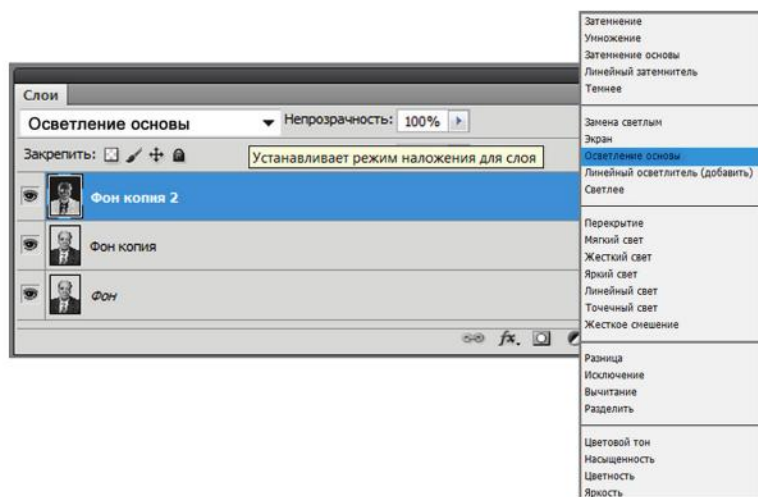 Слои
Осветление основы
Непрозрачность: 100%
Закрепить:
Устанавливает режим наложения для слоя
Фон копия 2
Фон копия
Фон
fx.
Затемнение
Умножение
Затемнение основы
Линейный затемнитель
Темнее
Замена светлым
Экран
Осветление основы
Линейный осветлитель (добавить)
Светлее
Перекрытие
Мягкий свет
Жесткий свет
Яркий свет
Линейный свет
Точечный свет
Жесткое смешение
Разница
Исключение
Вычитание
Разделить
Цветовой тон
Насыщенность
Цветность
Яркость